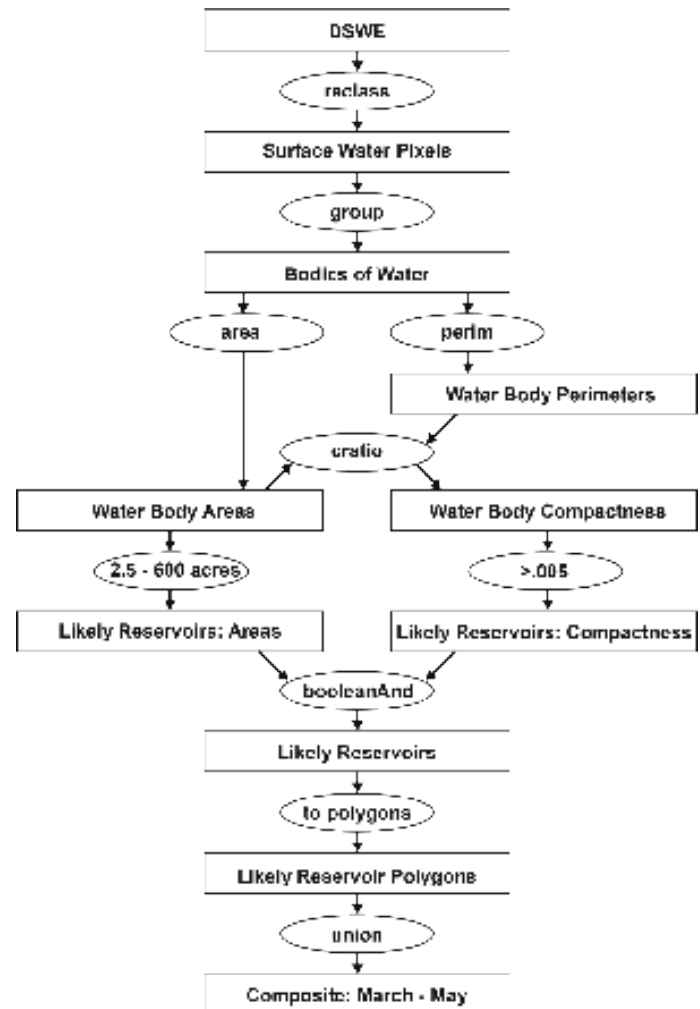 DSWE
reclass
Surface Water Pixels
group
Bodies of Water
area
perim
Water Body Perimeters
cratio
Water Body Areas
Water Body Compactness
2.5 - 600 acres
>.005
Likely Reservoirs: Areas
Likely Reservoirs: Compactness
booleanAnd
Likely Reservoirs
to polygons
Likely Reservoir Polygons
union
Composite: March - May